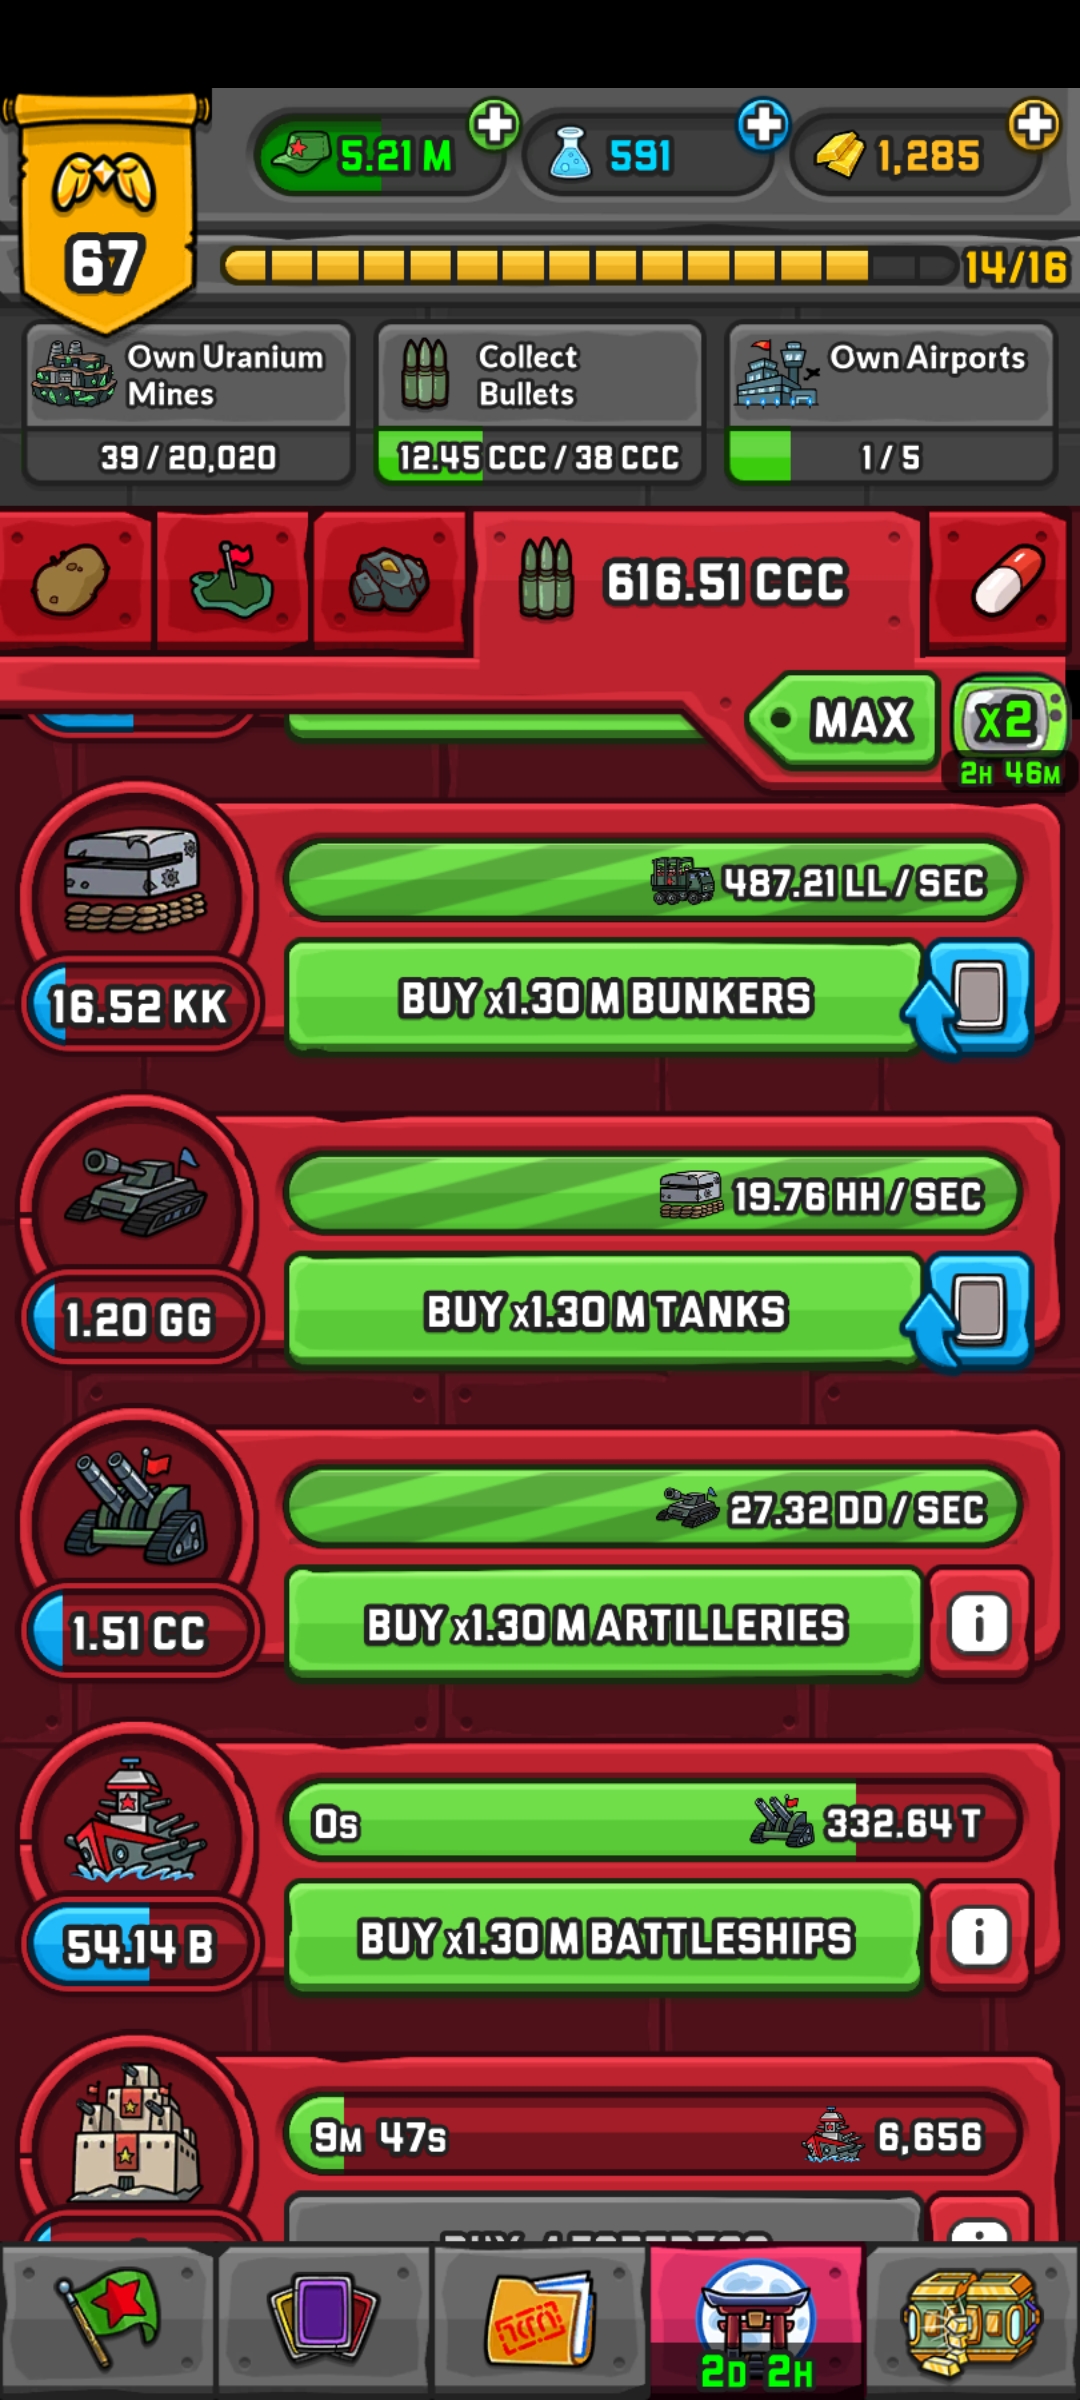 67
5.21 M
591
1,285
14/16
Own Uranium
Mines
39 / 20,020
Collect
Bullets
12.45 CCC / 38 CCC
Own Airports
1 / 5
616.51 CCC
MAX
x2
2H 46M
487.21 LL / SEC
16.52 KK
BUY x1.30 M BUNKERS
19.76 HH / SEC
1.20 GG
BUY x1.30 M TANKS
27.32 DD / SEC
1.51 CC
BUY x1.30 M ARTILLERIES
i
0s
332.64 T
54.14 B
BUY x1.30 M BATTLESHIPS
i
9M 47s
6,656
2D 2H